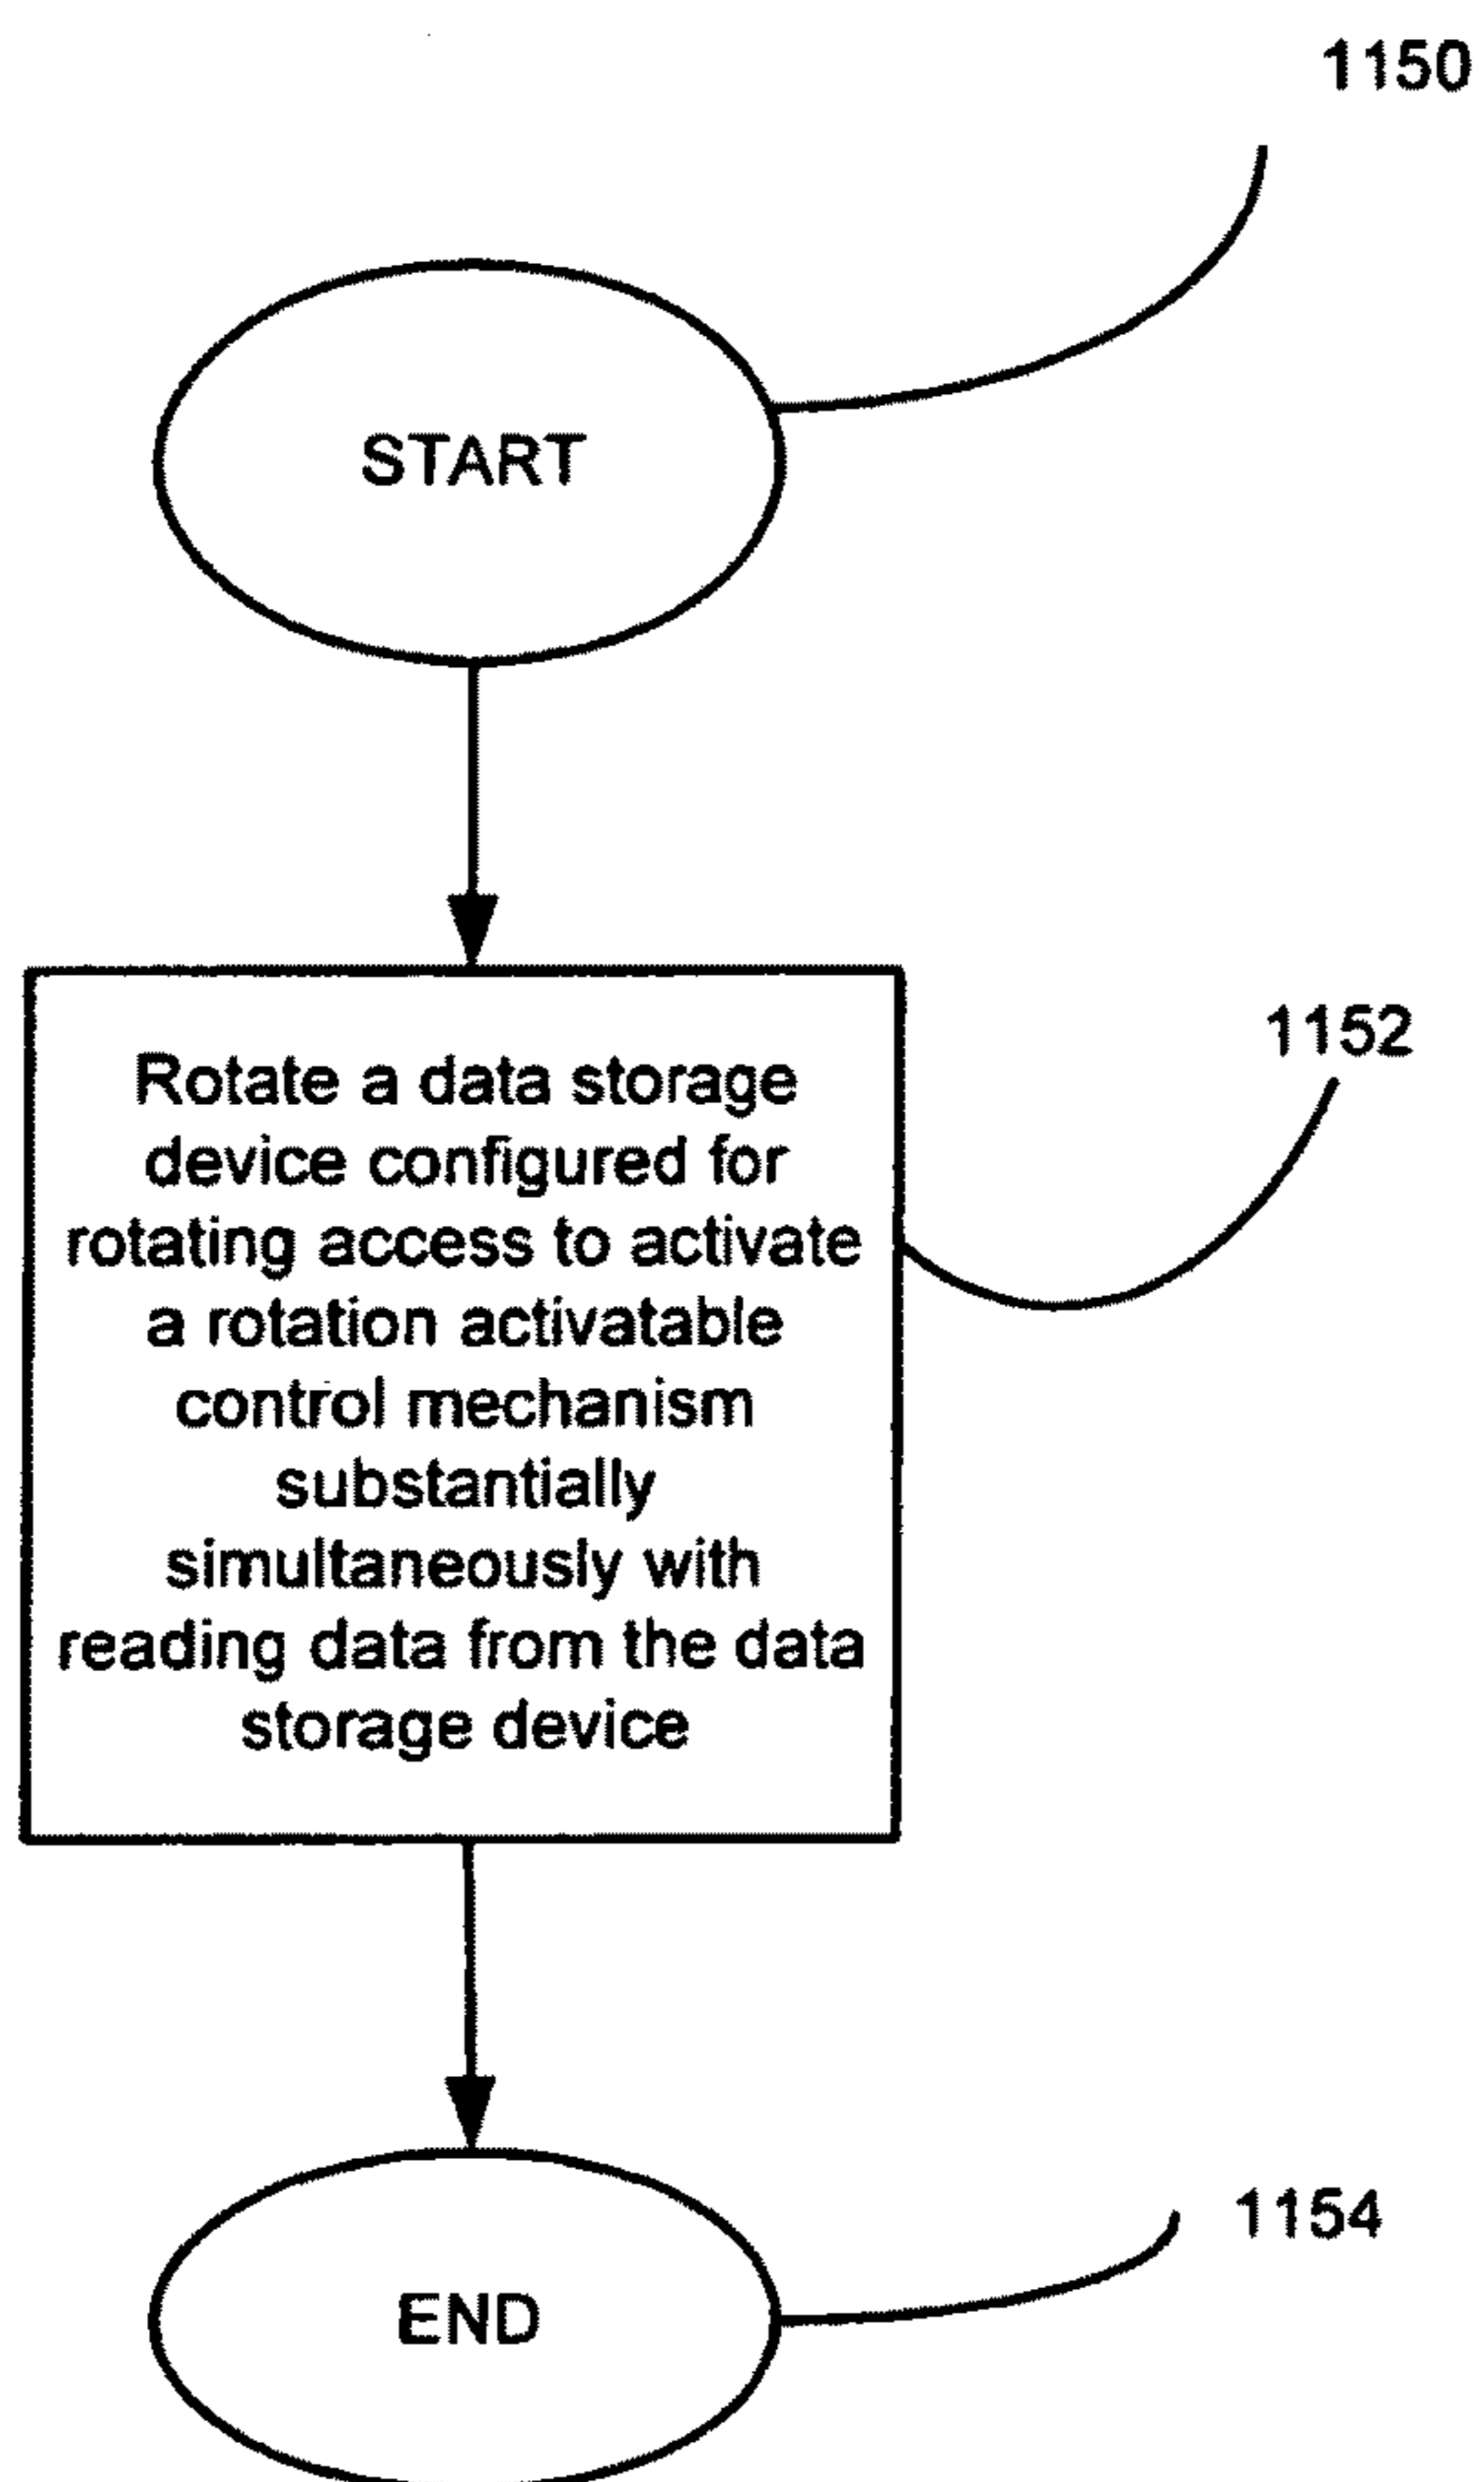 1150
START
1152
Rotate a data storage
device configured for
rotating access to activate
a rotation activatable
control mechanism
substantially
simultaneously with
reading data from the data
storage device
1154
END